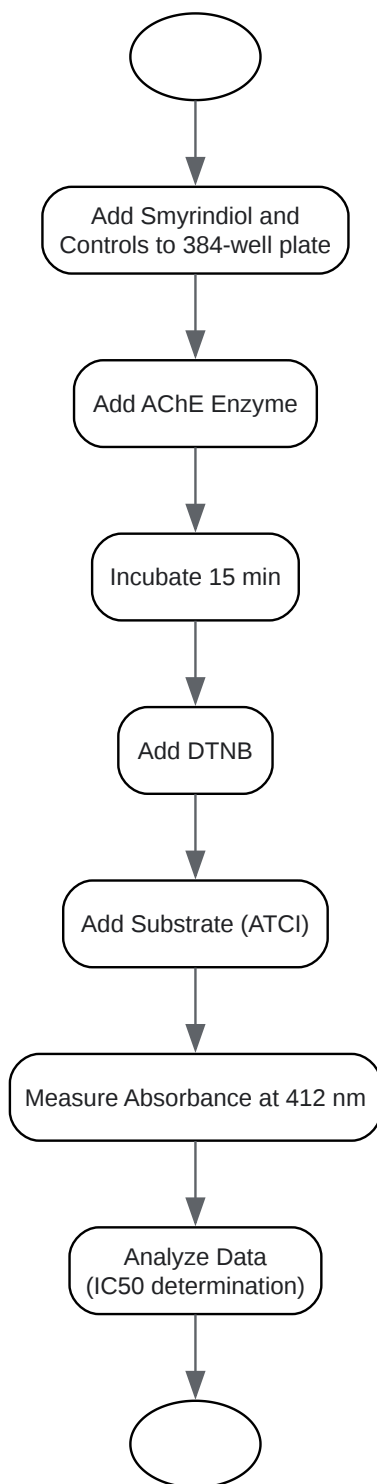 Add Smyrindiol and
Controls to 384-well plate
Add AChE Enzyme
Incubate 15 min
Add DTNB
Add Substrate (ATCI)
Measure Absorbance at 412 nm
Analyze Data
(IC50 determination)